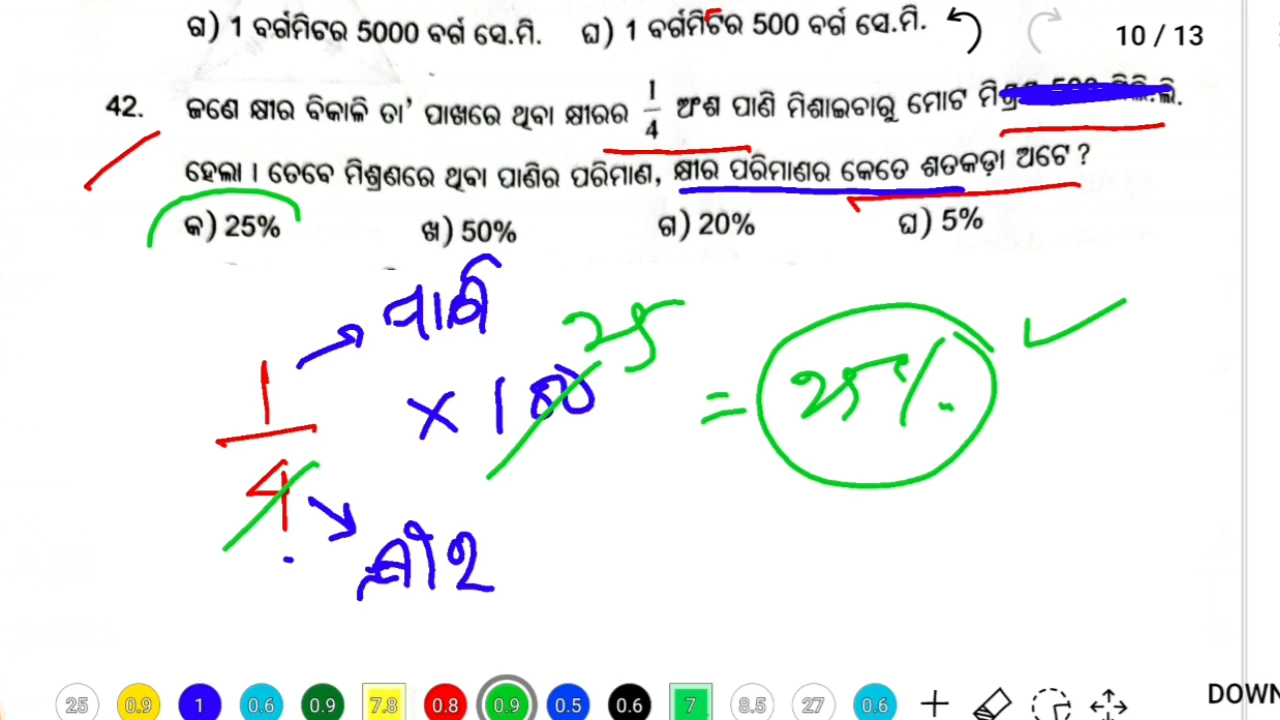 ଗ) 1 ବର୍ଗମିଟର 5000 ବର୍ଗ ସେ.ମି. ଘ) 1 ବର୍ଗମିଟର 500 ବର୍ଗ ସେ.ମି.
10 / 13
42. ଜଣେ କ୍ଷୀର ବିକାଳି ତା' ପାଖରେ ଥିବା କ୍ଷୀରର 1/4 ଅଂଶ ପାଣି ମିଶାଇବାରୁ ମୋଟ ମିଶ୍ରଣ 500 ମିଲି.ଲି.
ହେଲା । ତେବେ ମିଶ୍ରଣରେ ଥିବା ପାଣିର ପରିମାଣ, କ୍ଷୀର ପରିମାଣର କେତେ ଶତକଡ଼ା ଅଟେ ?
କ) 25% ଖ) 50% ଗ) 20% ଘ) 5%
ପାଣି
1/4 × 100 25 = 25%
କ୍ଷୀର
25 0.9 1 0.6 0.9 7.8 0.8 0.9 0.5 0.6 7 8.5 27 0.6
DOWN